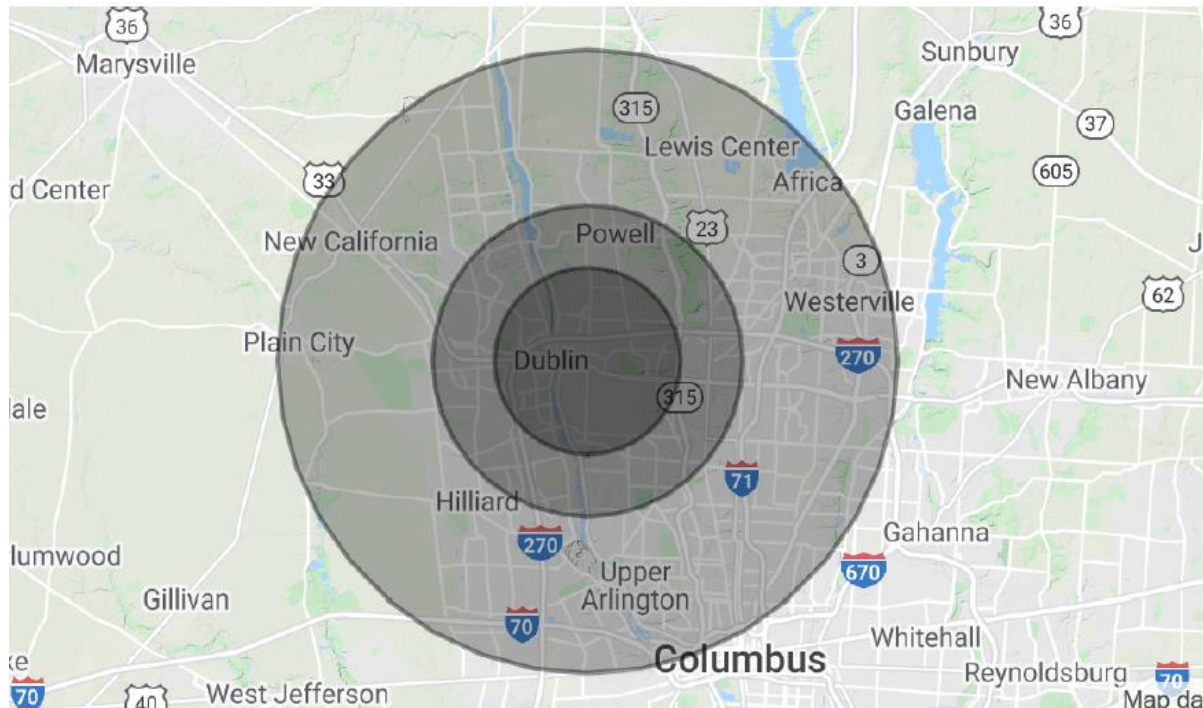 36
36
Marysville
Sunbury
315
Galena
37
Lewis Center
605
33
Africa
d Center
23
Powell
New California
3
J
62
Westerville
Plain City
270
Dublin
New Albany
dale
315
71
Hilliard
Gahanna
270
lumwood
670
Upper
Arlington
Gillivan
70
Whitehall
Columbus
ke
Reynoldsburg
70
70
West Jefferson
40
Map da